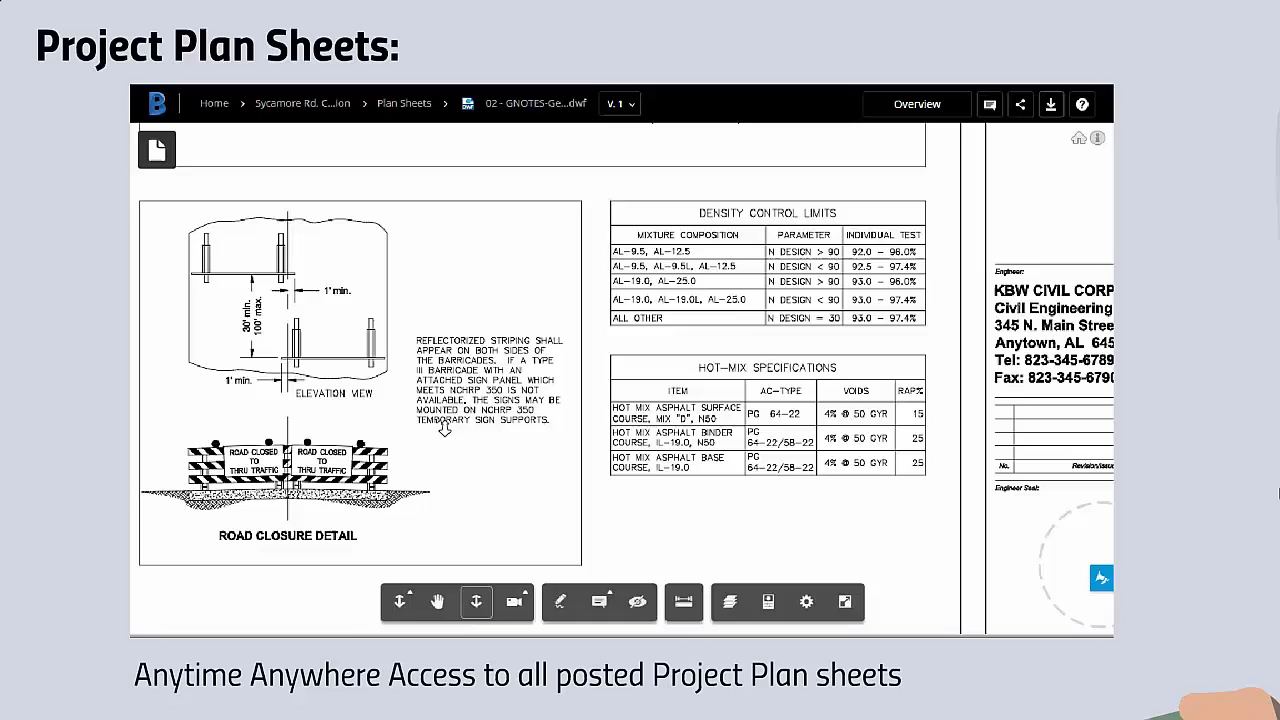 Project Plan Sheets:
B
Home > Sycamore Rd. C...ion > Plan Sheets > 02 - GNOTES-Ge...dwf V. 1
Overview
30' min.
100' max.
1' min.
1' min.
ELEVATION VIEW
REFLECTORIZED STRIPING SHALL
APPEAR ON BOTH SIDES OF
THE BARRICADES. IF A TYPE
III BARRICADE WITH AN
ATTACHED SIGN PANEL WHICH
MEETS NCHRP 350 IS NOT
AVAILABLE, THE SIGNS MAY BE
MOUNTED ON NCHRP 350
TEMPORARY SIGN SUPPORTS.
ROAD CLOSED
TO
THRU TRAFFIC
ROAD CLOSED
TO
THRU TRAFFIC
ROAD CLOSURE DETAIL
DENSITY CONTROL LIMITS
MIXTURE COMPOSITION PARAMETER INDIVIDUAL TEST
AL-9.5, AL-12.5 N DESIGN > 90 92.0 - 96.0%
AL-9.5, AL-9.5L, AL-12.5 N DESIGN < 90 92.5 - 97.4%
AL-19.0, AL-25.0 N DESIGN > 90 93.0 - 96.0%
AL-19.0, AL-19.0L, AL-25.0 N DESIGN < 90 93.0 - 97.4%
ALL OTHER N DESIGN = 30 93.0 - 97.4%
HOT-MIX SPECIFICATIONS
ITEM AC-TYPE VOIDS RAP%
HOT MIX ASPHALT SURFACE
COURSE, MIX "D", N50 PG 64-22 4% @ 50 GYR 15
HOT MIX ASPHALT BINDER
COURSE, IL-19.0, N50 PG 64-22/58-22 4% @ 50 GYR 25
HOT MIX ASPHALT BASE
COURSE, IL-19.0 PG 64-22/58-22 4% @ 50 GYR 25
Engineer:
KBW CIVIL CORP
Civil Engineering
345 N. Main Stree
Anytown, AL 645
Tel: 823-345-6789
Fax: 823-345-6790
No. Revision/Issu
Engineer Seal:
Anytime Anywhere Access to all posted Project Plan sheets